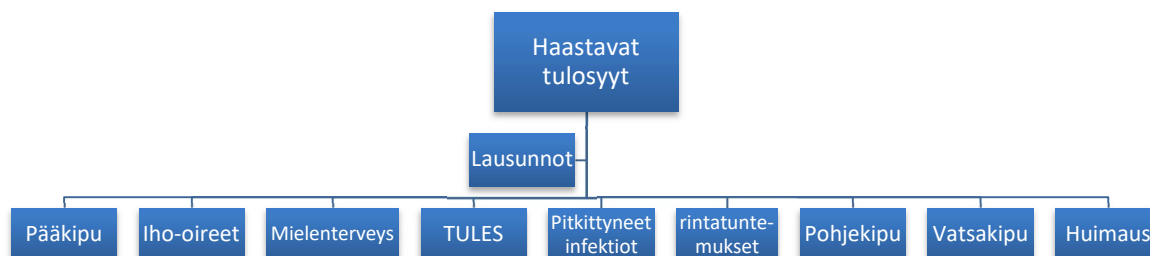 Haastavat
tulosyyt
Lausunnot
Pääkipu
Iho-oireet
Mielenterveys
TULES
Pitkittyneet
infektiot
rintatunte-
mukset
Pohjekipu
Vatsakipu
Huimaus